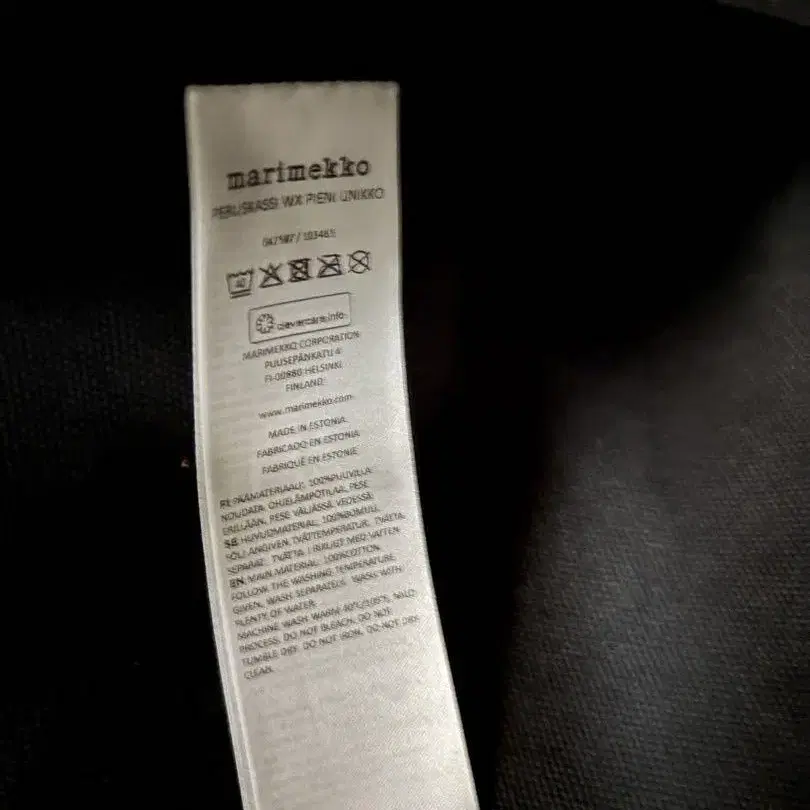 marimekko
PERUSKASSI WX PIENI UNIKKO
047597 / 103465
40
clevercare.info
MARIMEKKO CORPORATION
PUUSEPÄNKATU 4
FI-00880 HELSINKI
FINLAND
www.marimekko.com
MADE IN ESTONIA
FABRICADO EN ESTONIA
FABRIQUÉ EN ESTONIE
FI PÄÄMATERIAALI: 100%PUUVILLA.
NOUDATA OHJELÄMPÖTILAA. PESE
ERILLÄÄN. PESE VÄLJÄSSÄ VEDESSÄ.
SE HUVUDMATERIAL: 100%BOMULL.
FÖLJ ANGIVEN TVÄTTEMPERATUR. TVÄTTA
SEPARAT. TVÄTTA I RIKLIGT MED VATTEN.
EN MAIN MATERIAL: 100%COTTON.
FOLLOW THE WASHING TEMPERATURE
GIVEN. WASH SEPARATELY. WASH WITH
PLENTY OF WATER.
MACHINE WASH WARM 40°C/105°F, MILD
PROCESS. DO NOT BLEACH. DO NOT
TUMBLE DRY. DO NOT IRON. DO NOT DRY
CLEAN.